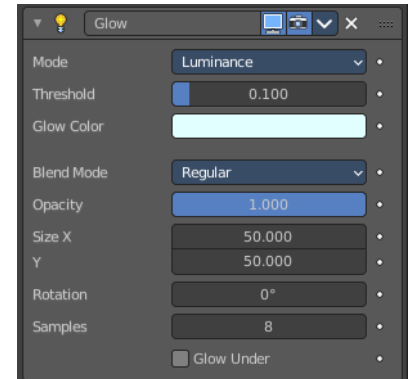 Glow
Mode Luminance
Threshold 0.100
Glow Color
Blend Mode Regular
Opacity 1.000
Size X 50.000
Y 50.000
Rotation 0°
Samples 8
Glow Under